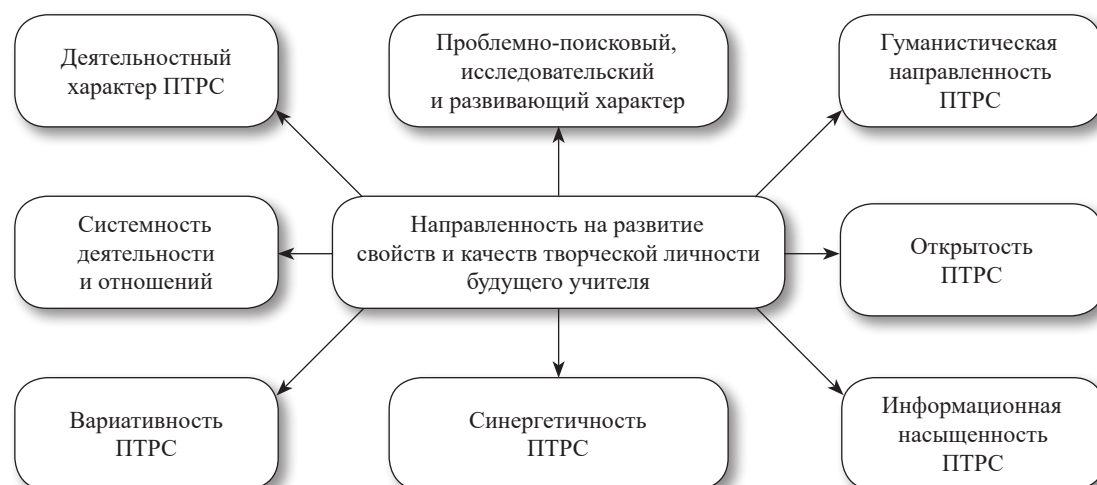 Деятельностный
характер ПТРС
Проблемно-поисковый,
исследовательский
и развивающий характер
Гуманистическая
направленность
ПТРС
Системность
деятельности
и отношений
Направленность на развитие
свойств и качеств творческой личности
будущего учителя
Открытость
ПТРС
Вариативность
ПТРС
Синергетичность
ПТРС
Информационная
насыщенность
ПТРС